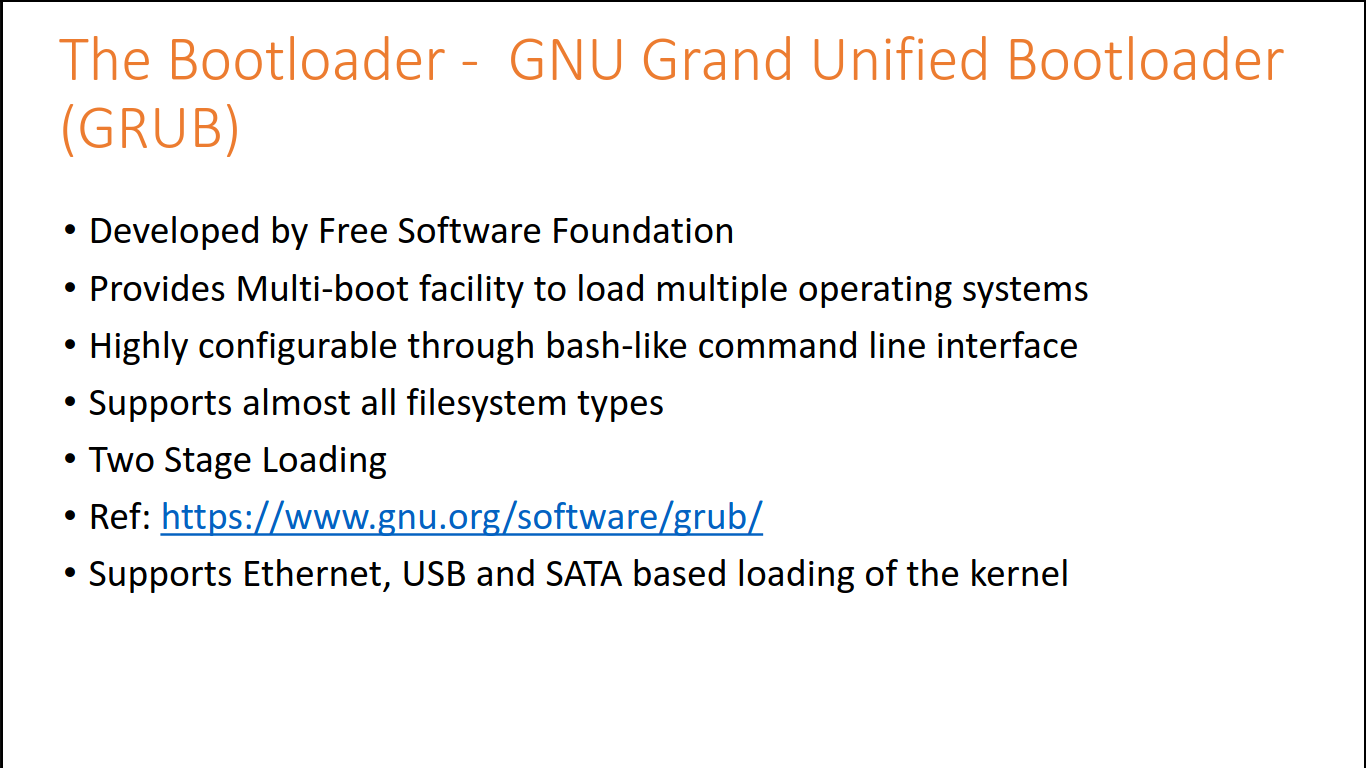 The Bootloader -  GNU Grand Unified Bootloader
(GRUB)
• Developed by Free Software Foundation
• Provides Multi-boot facility to load multiple operating systems
• Highly configurable through bash-like command line interface
• Supports almost all filesystem types
• Two Stage Loading
• Ref: https://www.gnu.org/software/grub/
• Supports Ethernet, USB and SATA based loading of the kernel